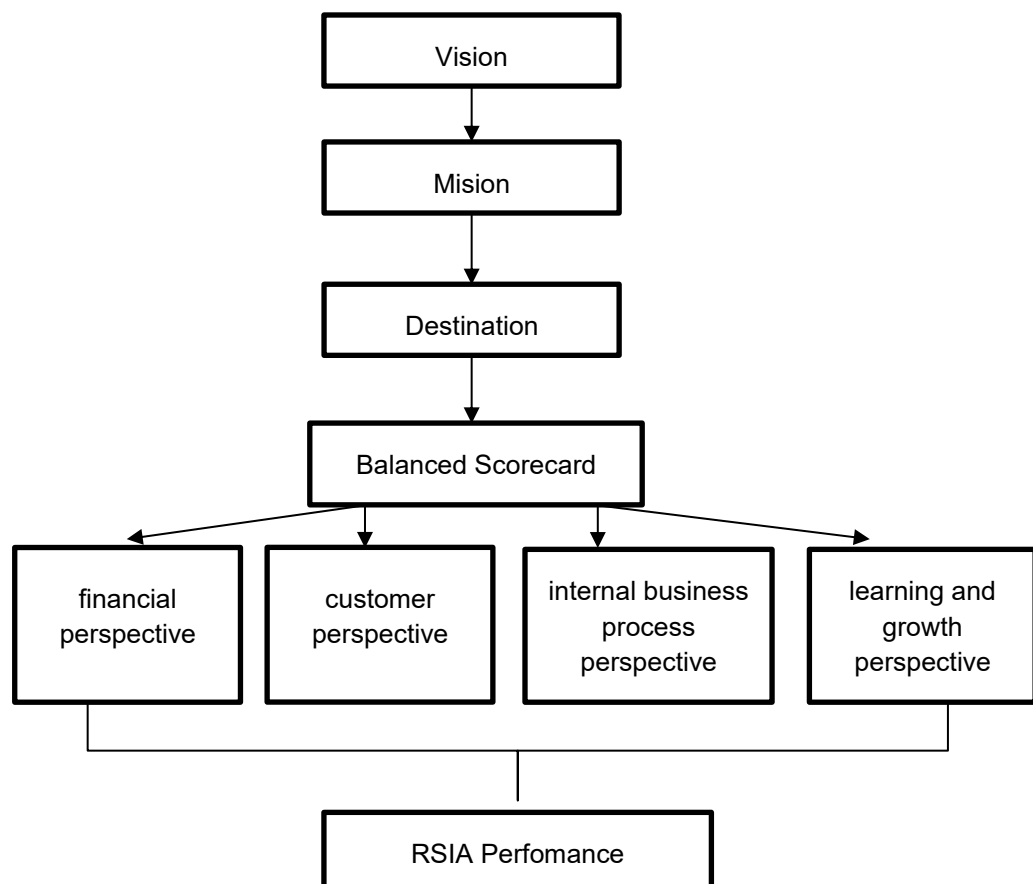 Vision
Mision
Destination
Balanced Scorecard
financial
perspective
customer
perspective
internal business
process
perspective
learning and
growth
perspective
RSIA Perfomance